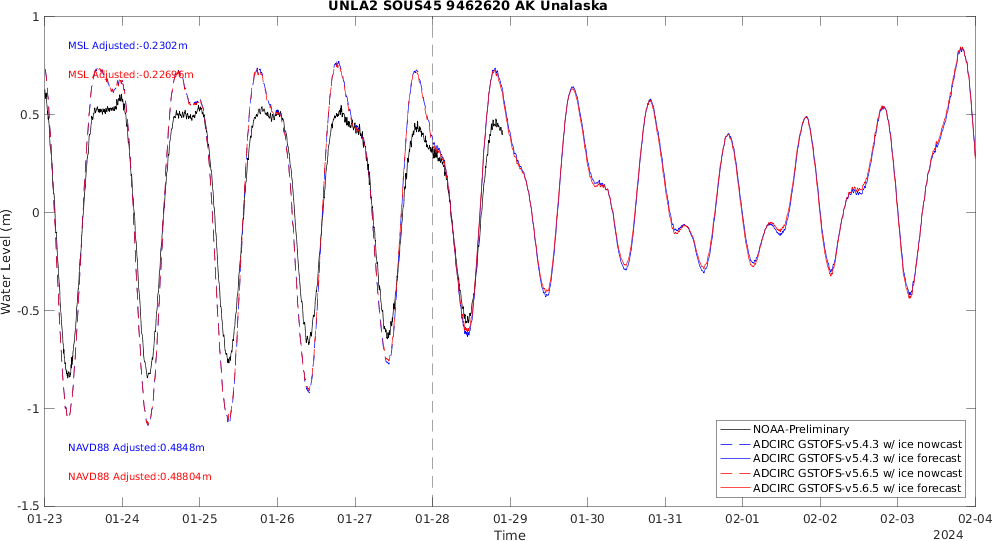 UNLA2 SOUS45 9462620 AK Unalaska
MSL Adjusted:-0.2302m
MSL Adjusted:-0.22696m
NAVD88 Adjusted:0.4848m
NAVD88 Adjusted:0.48804m
Water Level (m)
1
0.5
0
-0.5
-1
-1.5
NOAA-Preliminary
ADCIRC GSTOFS-v5.4.3 w/ ice nowcast
ADCIRC GSTOFS-v5.4.3 w/ ice forecast
ADCIRC GSTOFS-v5.6.5 w/ ice nowcast
ADCIRC GSTOFS-v5.6.5 w/ ice forecast
01-23 01-24 01-25 01-26 01-27 01-28 01-29 01-30 01-31 02-01 02-02 02-03 02-04
Time
2024